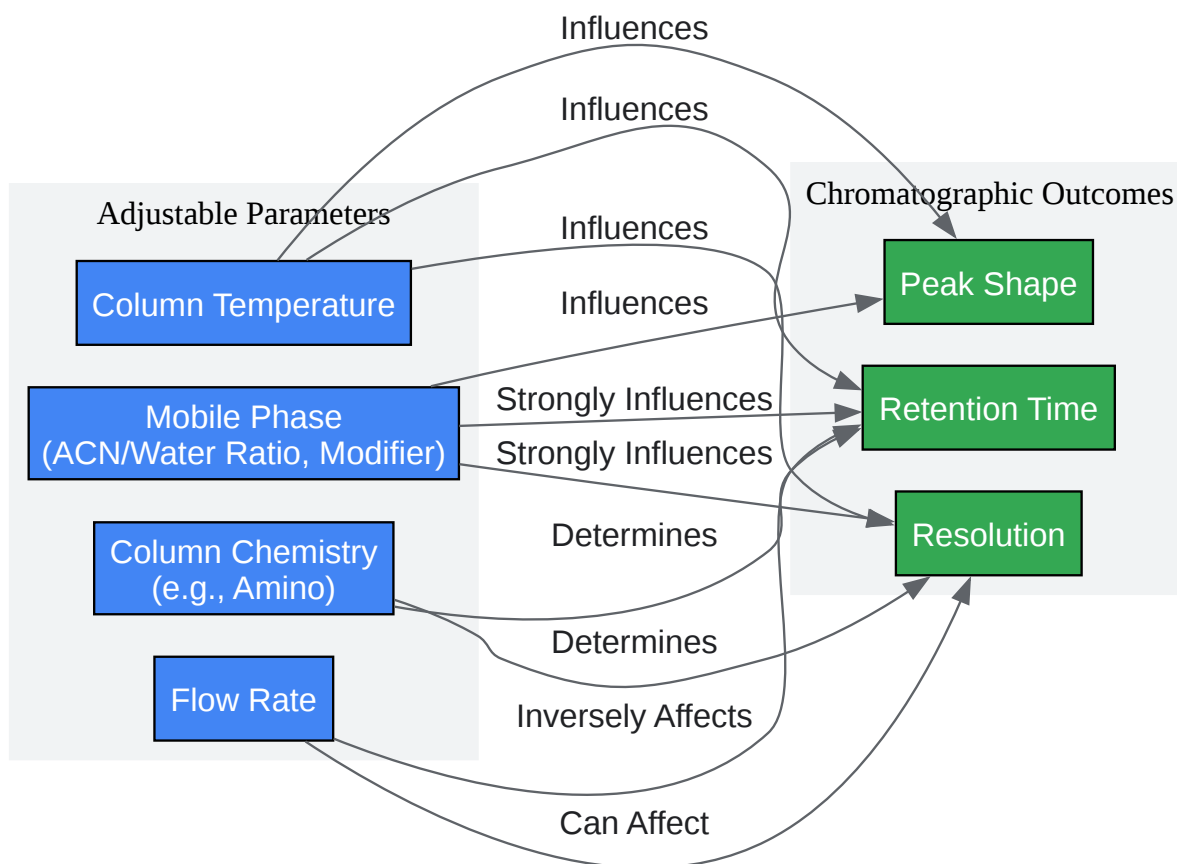 Influences
Influences
Adjustable Parameters
Chromatographic Outcomes
Influences
Column Temperature
Peak Shape
Influences
Mobile Phase
(ACN/Water Ratio, Modifier)
Strongly Influences
Retention Time
Strongly Influences
Column Chemistry
(e.g., Amino)
Determines
Resolution
Determines
Flow Rate
Inversely Affects
Can Affect